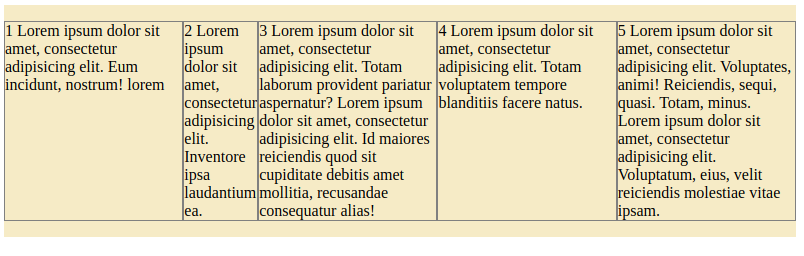 1 Lorem ipsum dolor sit
amet, consectetur
adipisicing elit. Eum
incidunt, nostrum! lorem
2 Lorem
ipsum
dolor sit
amet,
consectetur
adipisicing
elit.
Inventore
ipsa
laudantium
ea.
3 Lorem ipsum dolor sit
amet, consectetur
adipisicing elit. Totam
laborum provident pariatur
aspernatur? Lorem ipsum
dolor sit amet, consectetur
adipisicing elit. Id maiores
reiciendis quod sit
cupiditate debitis amet
mollitia, recusandae
consequatur alias!
4 Lorem ipsum dolor sit
amet, consectetur
adipisicing elit. Totam
voluptatem tempore
blanditiis facere natus.
5 Lorem ipsum dolor sit
amet, consectetur
adipisicing elit. Voluptates,
animi! Reiciendis, sequi,
quasi. Totam, minus.
Lorem ipsum dolor sit
amet, consectetur
adipisicing elit.
Voluptatum, eius, velit
reiciendis molestiae vitae
ipsam.